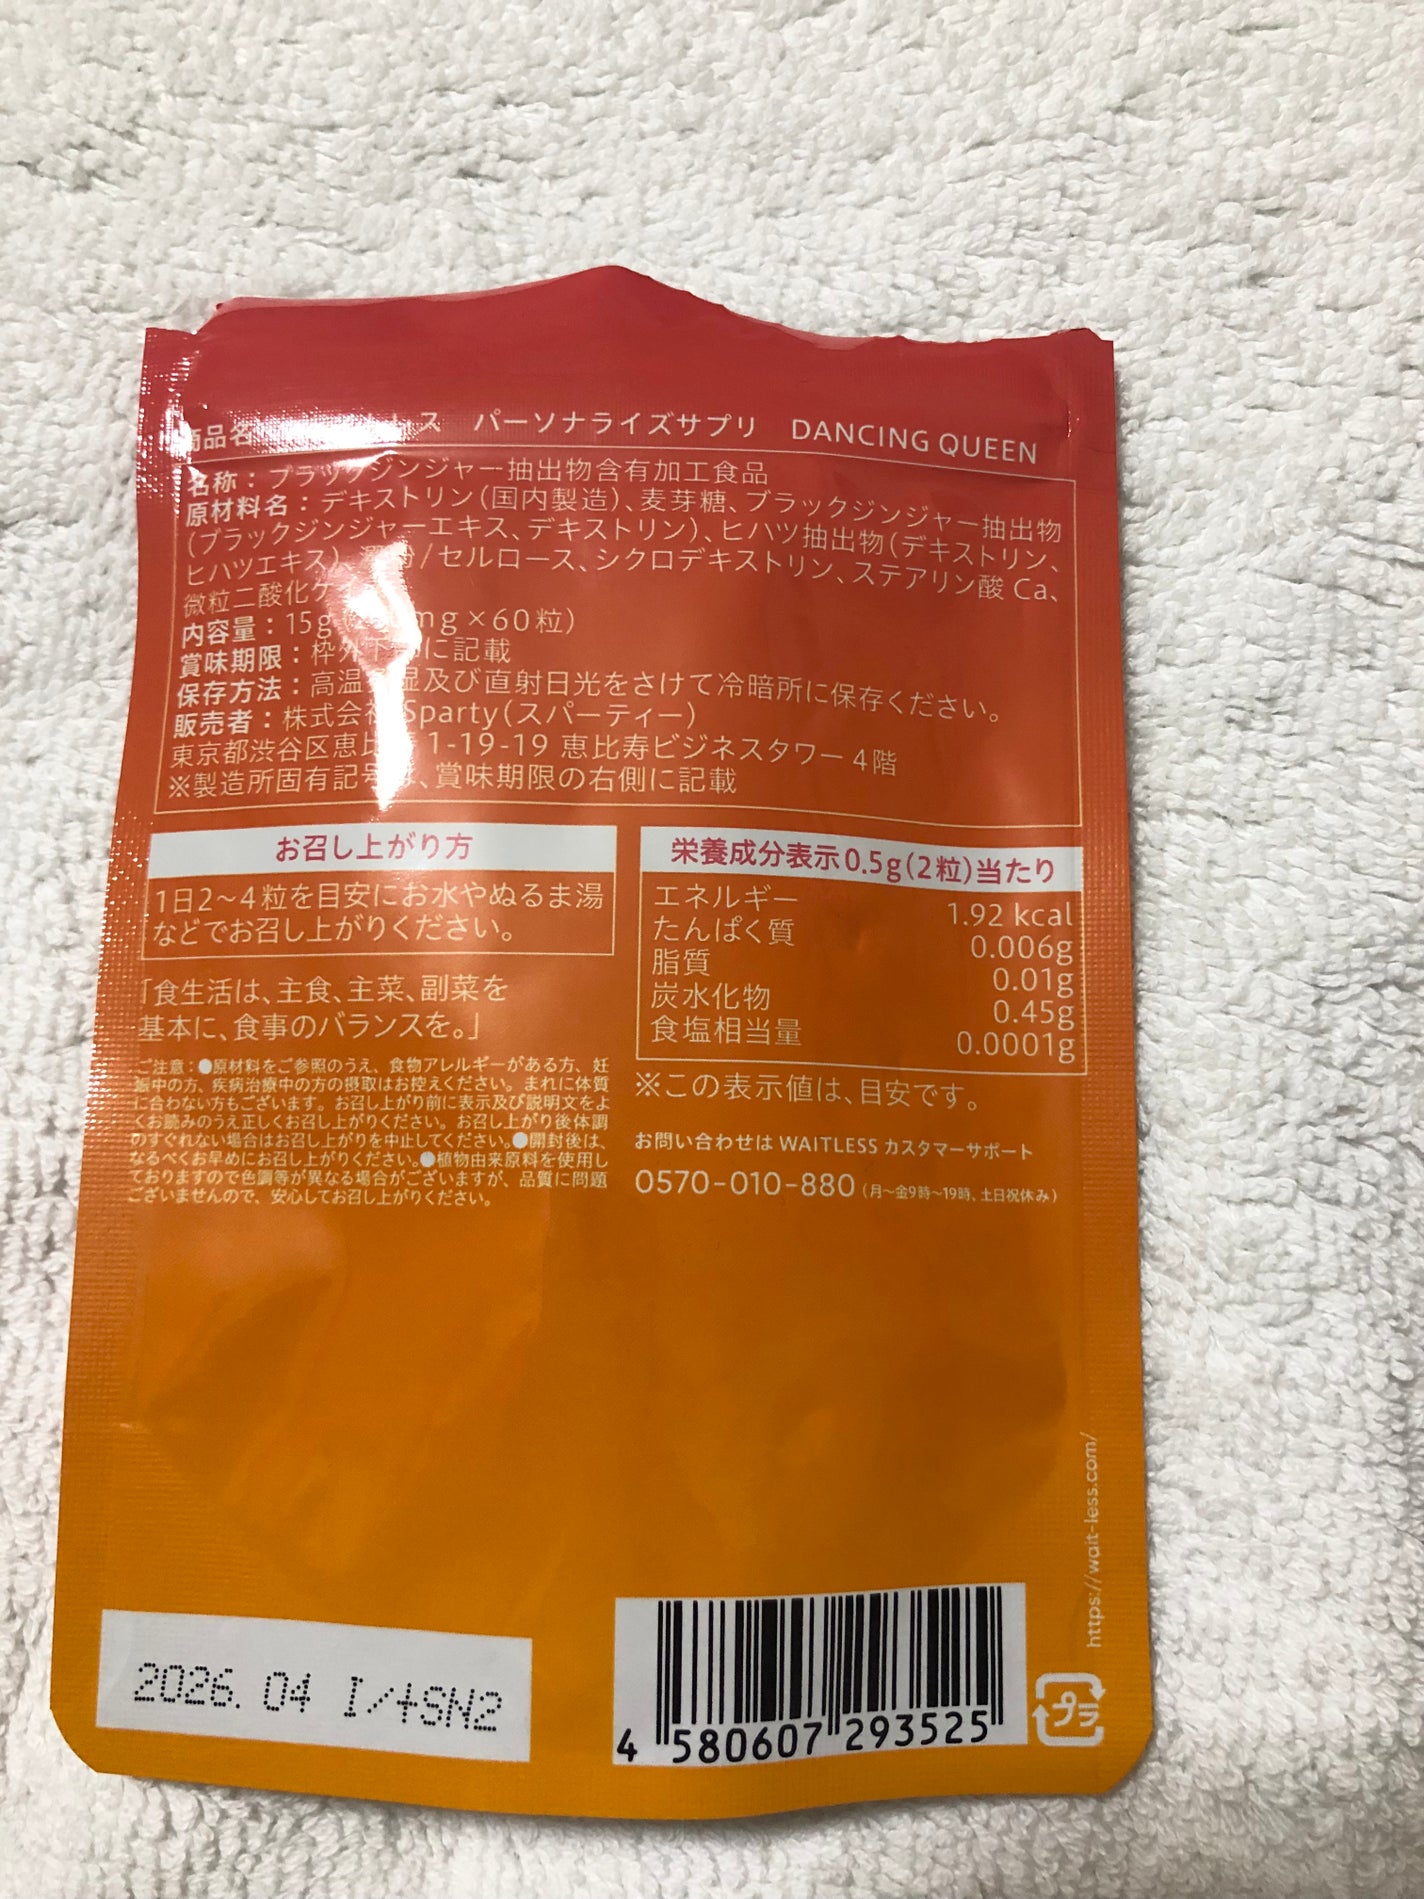 商品名 ス パーソナライズサプリ DANCING QUEEN
名称：ブラックジンジャー抽出物含有加工食品
原材料名：デキストリン（国内製造）、麦芽糖、ブラックジンジャー抽出物
（ブラックジンジャーエキス、デキストリン）、ヒハツ抽出物（デキストリン、
ヒハツエキス） /セルロース、シクロデキストリン、ステアリン酸 Ca、
微粒二酸化ケ
内容量：15g mg×60粒）
賞味期限：枠外下 に記載
保存方法：高温 湿及び直射日光をさけて冷暗所に保存ください。
販売者：株式会社 Sparty（スパーティー）
東京都渋谷区恵比 1-19-19 恵比寿ビジネスタワー 4階
※製造所固有記号 、賞味期限の右側に記載
お召し上がり方
1日2～4粒を目安にお水やぬるま湯
などでお召し上がりください。
「食生活は、主食、主菜、副菜を
基本に、食事のバランスを。」
ご注意：●原材料をご参照のうえ、食物アレルギーがある方、妊
娠中の方、疾病治療中の方の摂取はお控えください。まれに体質
に合わない方もございます。お召し上がり前に表示及び説明文をよ
くお読みのうえ正しくお召し上がりください。お召し上がり後体調
のすぐれない場合はお召し上がりを中止してください。●開封後は、
なるべくお早めにお召し上がりください。●植物由来原料を使用し
ておりますので色調等が異なる場合がございますが、品質に問題
ございませんので、安心してお召し上がりください。
栄養成分表示0.5g（2粒）当たり
エネルギー 1.92 kcal
たんぱく質 0.006g
脂質 0.01g
炭水化物 0.45g
食塩相当量 0.0001g
※この表示値は、目安です。
お問い合わせは WAITLESS カスタマーサポート
0570-010-880（月～金9時～19時、土日祝休み）
https://wait-less.com/
2026. 04 I/+SN2
4 580607 293525
プラ